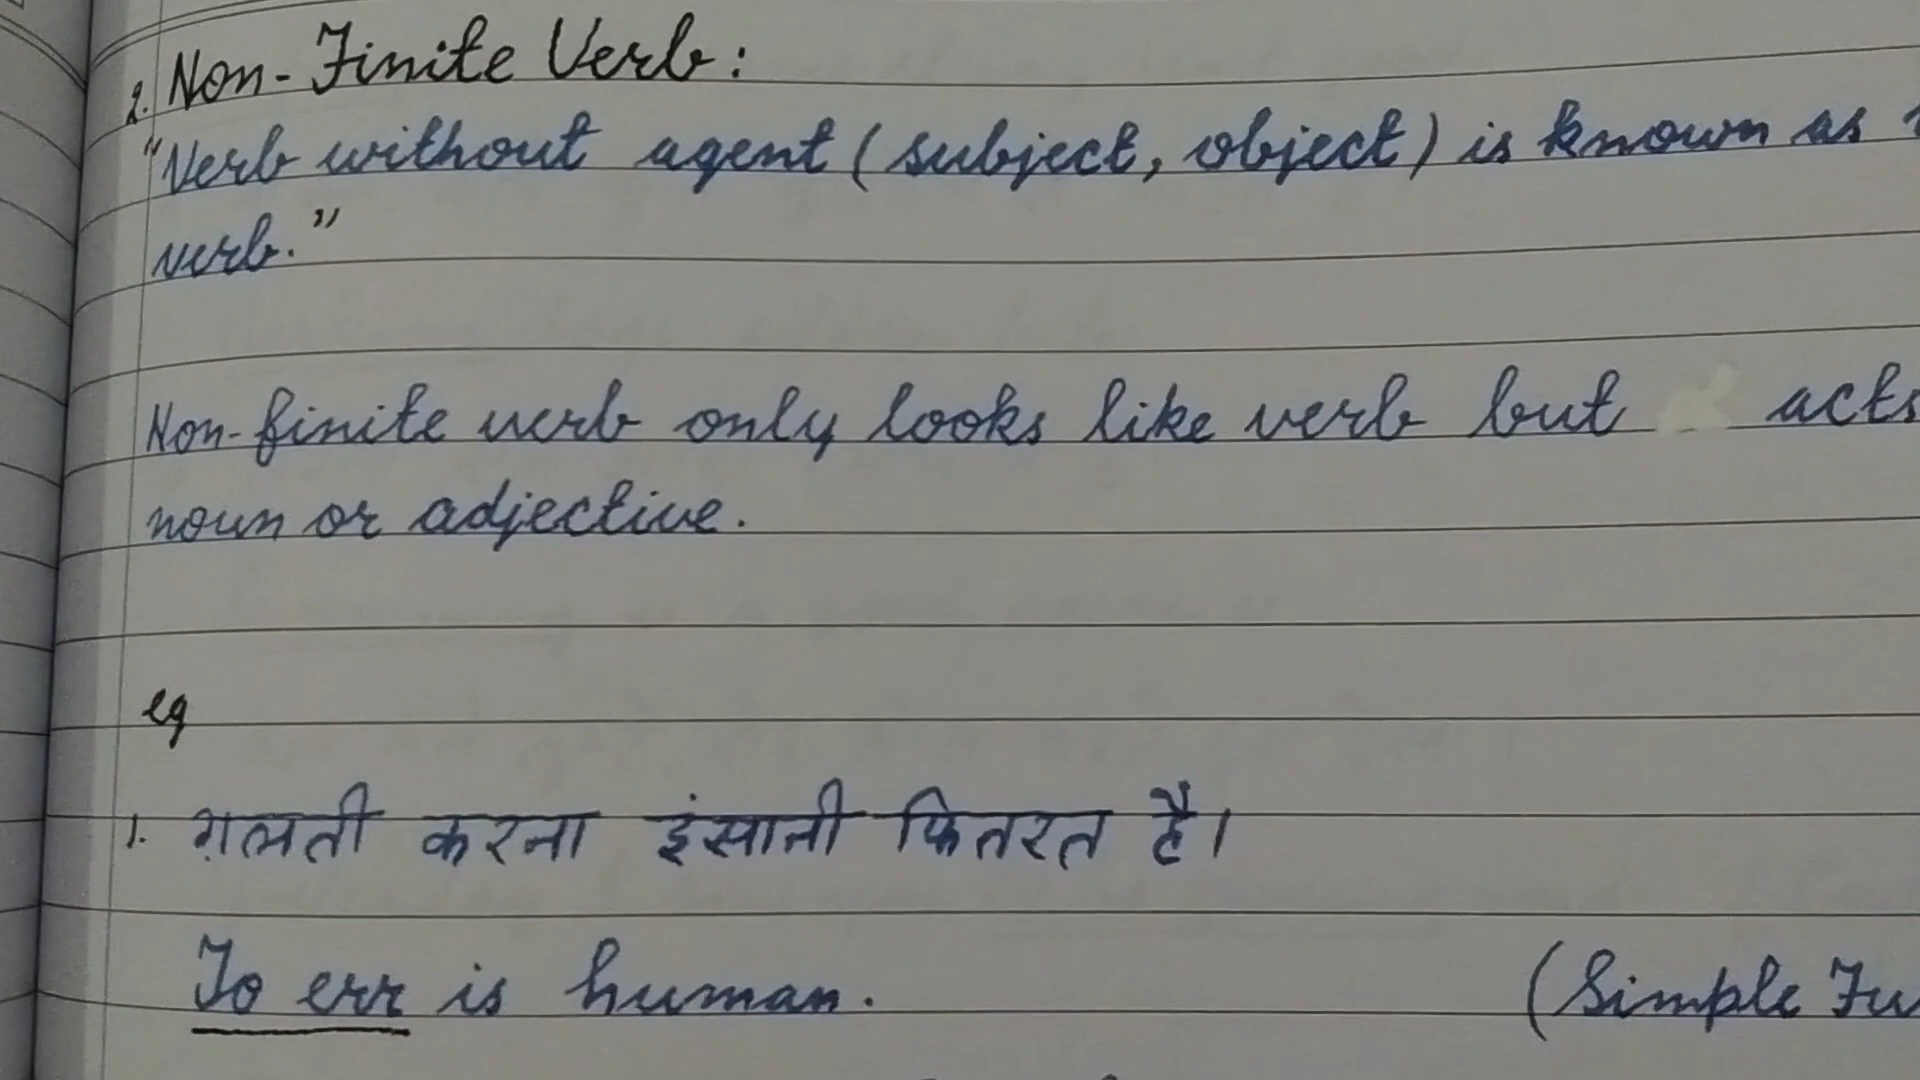 2. Non-Finite Verb:
"Verb without agent (subject, object) is known as
verb."
Non-finite verb only looks like verb but acts
noun or adjective.
eg
1. ग़लती करना इंसानी फितरत है।
To err is human. (Simple